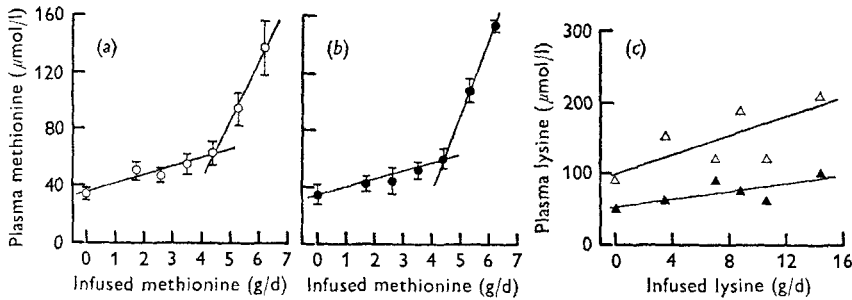 Plasma methionine (μmol/l)
160
120
80
40
0
(a)
0 1 2 3 4 5 6 7
Infused methionine (g/d)
(b)
0 1 2 3 4 5 6 7
Infused methionine (g/d)
Plasma lysine (μmol/l)
300
200
100
0
(c)
0 4 8 12 16
Infused lysine (g/d)